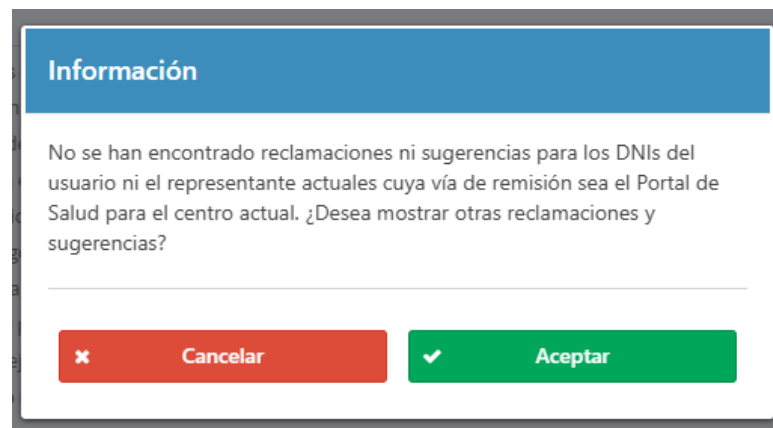 Información
No se han encontrado reclamaciones ni sugerencias para los DNIs del
usuario ni el representante actuales cuya vía de remisión sea el Portal de
Salud para el centro actual. ¿Desea mostrar otras reclamaciones y
sugerencias?
Cancelar
Aceptar